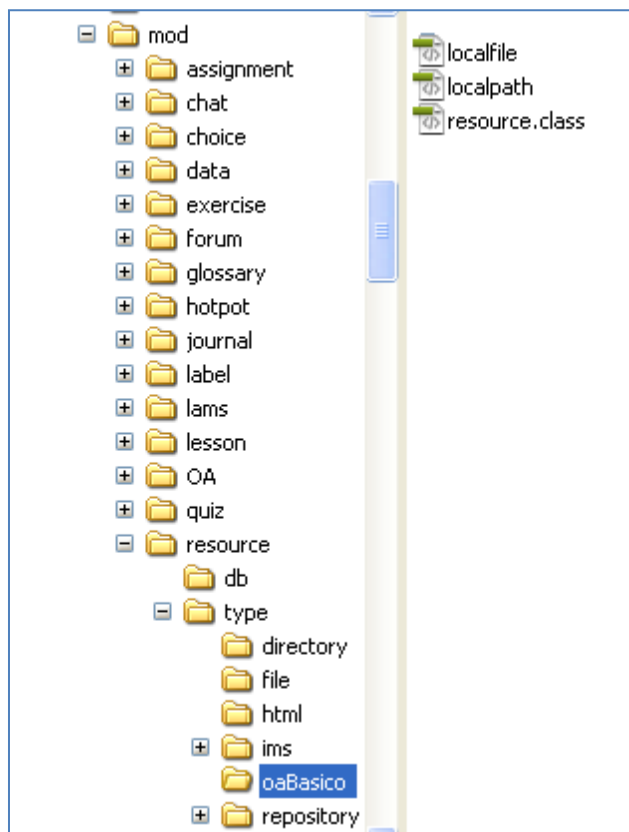 mod
assignment
chat
choice
data
exercise
forum
glossary
hotpot
journal
label
lams
lesson
OA
quiz
resource
db
type
directory
file
html
ims
oaBasico
repository
localfile
localpath
resource.class